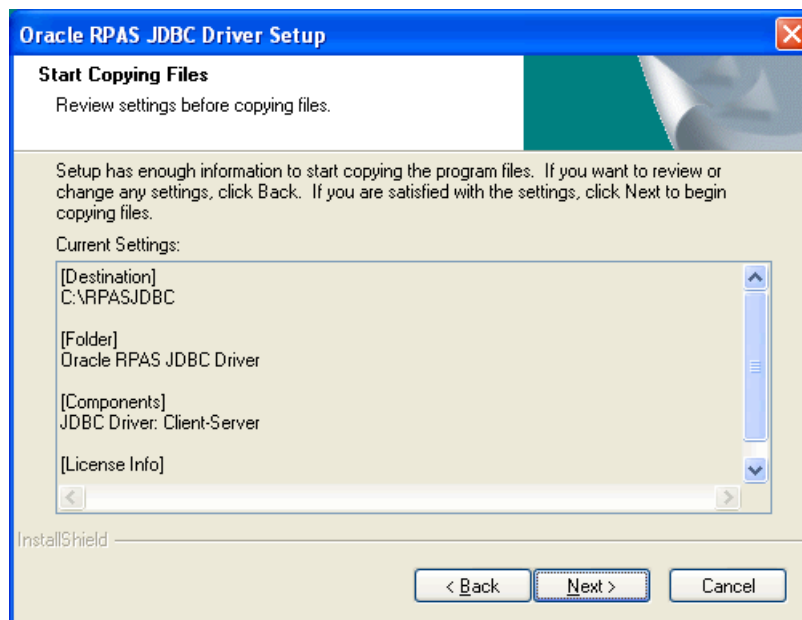 Oracle RPAS JDBC Driver Setup
Start Copying Files
Review settings before copying files.
Setup has enough information to start copying the program files. If you want to review or
change any settings, click Back. If you are satisfied with the settings, click Next to begin
copying files.
Current Settings:
[Destination]
C:\RPASJDBC
[Folder]
Oracle RPAS JDBC Driver
[Components]
JDBC Driver: Client-Server
[License Info]
InstallShield
< Back
Next >
Cancel